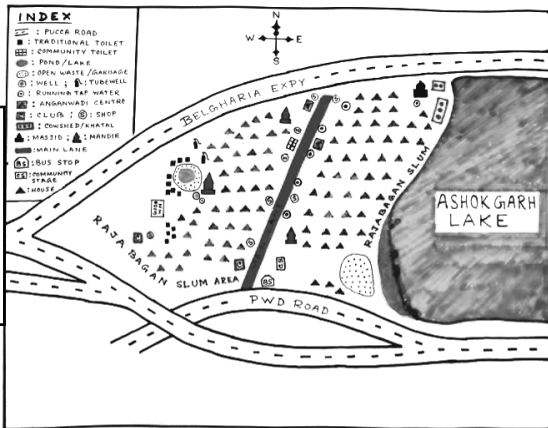 INDEX
: PUCCA ROAD
: TRADITIONAL TOILET
: COMMUNITY TOILET
: POND/LAKE
: OPEN WASTE/GARBAGE
: WELL ; : TUBEWELL
: RUNNING TAP WATER
: ANGANWADI CENTRE
: CLUB ; S : SHOP
: COWSHED/KHATAL
: MASJID ; : MANDIR
: MAIN LANE
BS : BUS STOP
CS : COMMUNITY STAGE
: HOUSE
N
W E
S
BELGHARIA EXPY
RAJABAGAN SLUM
ASHOKGARH
LAKE
RAJA BAGAN SLUM AREA
BS
PWD ROAD